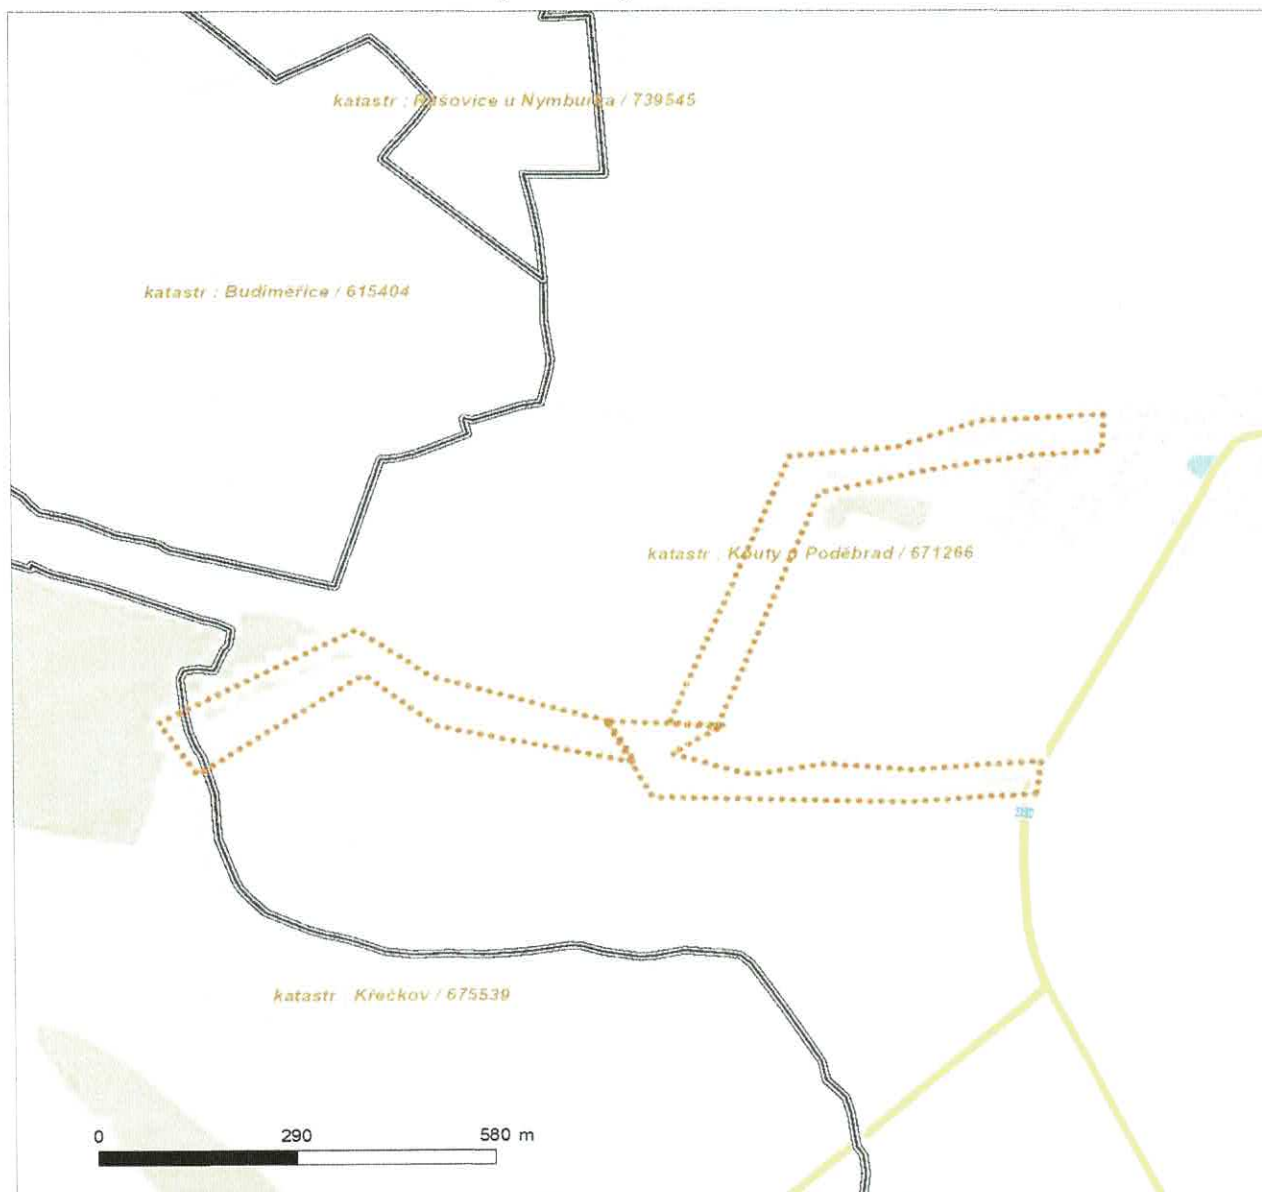 katastr : Rašovice u Nymburka / 739545
katastr : Budiměřice / 615404
katastr : Kouty u Poděbrad / 671266
katastr : Křečkov / 675539
0 290 580 m